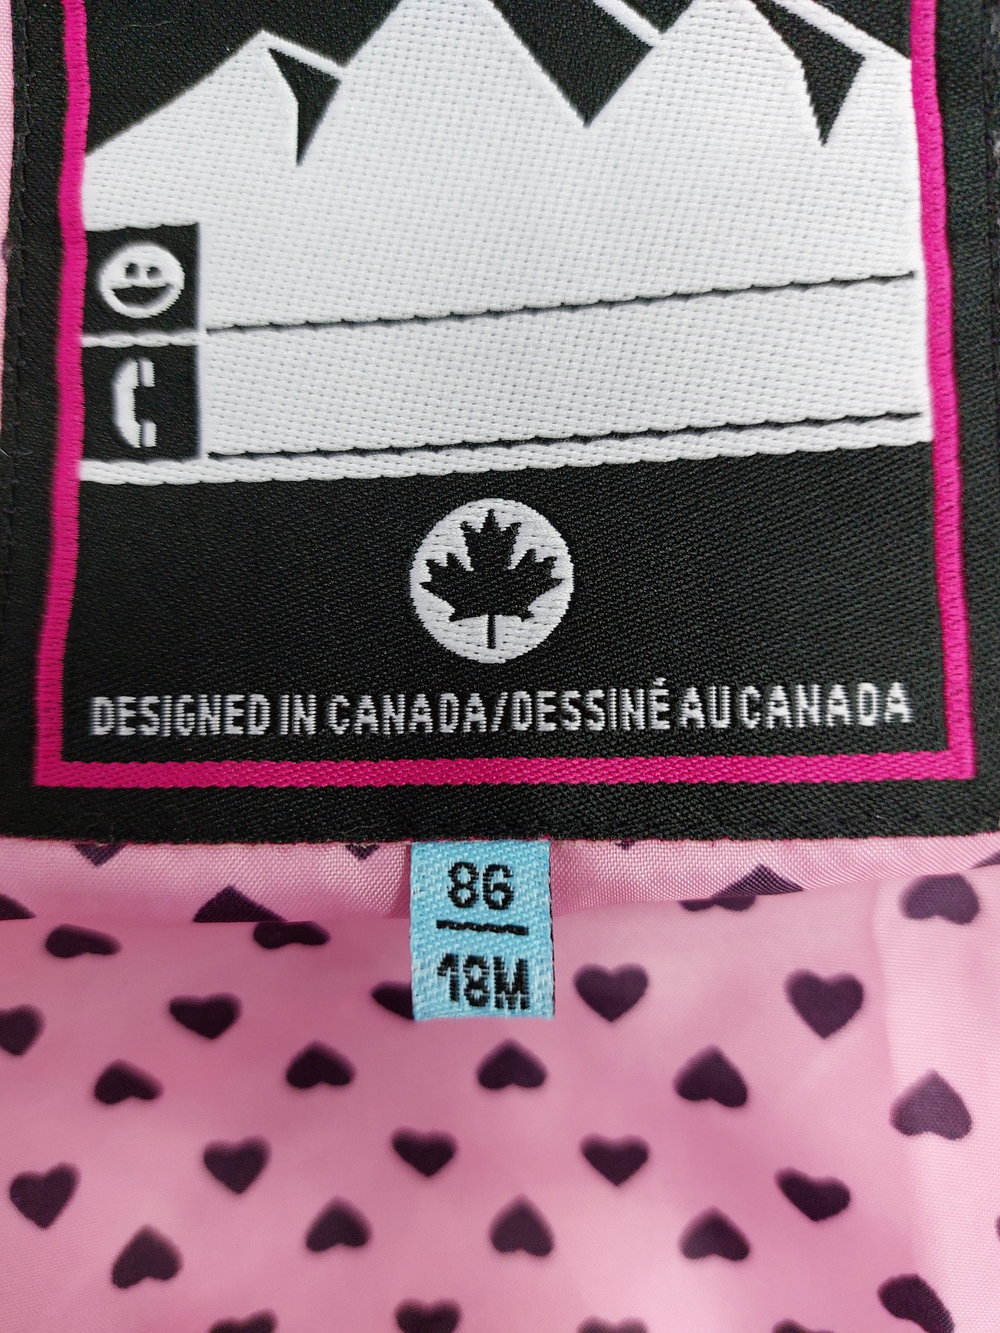 DESIGNED IN CANADA/DESSINÉ AU CANADA
86
18M